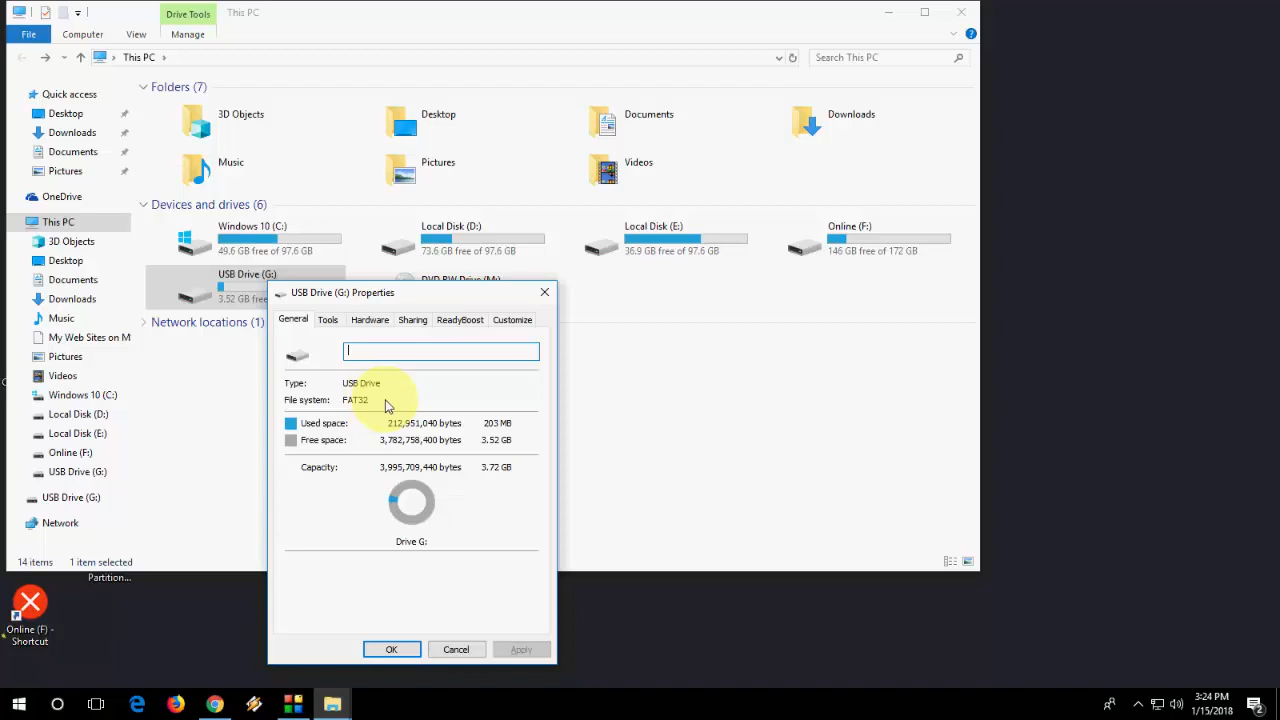 Drive Tools
This PC
File
Computer
View
Manage
This PC
Search This PC
Quick access
Desktop
Downloads
Documents
Pictures
OneDrive
This PC
3D Objects
Desktop
Documents
Downloads
Music
My Web Sites on M
Pictures
Videos
Windows 10 (C:)
Local Disk (D:)
Local Disk (E:)
Online (F:)
USB Drive (G:)
USB Drive (G:)
Network
Folders (7)
3D Objects
Desktop
Documents
Downloads
Music
Pictures
Videos
Devices and drives (6)
Windows 10 (C:)
49.6 GB free of 97.6 GB
Local Disk (D:)
73.6 GB free of 97.6 GB
Local Disk (E:)
36.9 GB free of 97.6 GB
Online (F:)
146 GB free of 172 GB
USB Drive (G:)
3.52 GB free
DVD RW Drive (M:)
Network locations (1)
USB Drive (G:) Properties
General
Tools
Hardware
Sharing
ReadyBoost
Customize
Type: USB Drive
File system: FAT32
Used space: 212,951,040 bytes 203 MB
Free space: 3,782,758,400 bytes 3.52 GB
Capacity: 3,995,709,440 bytes 3.72 GB
Drive G:
OK
Cancel
Apply
14 items
1 item selected
Partition...
Online (F) -
Shortcut
3:24 PM
1/15/2018
2